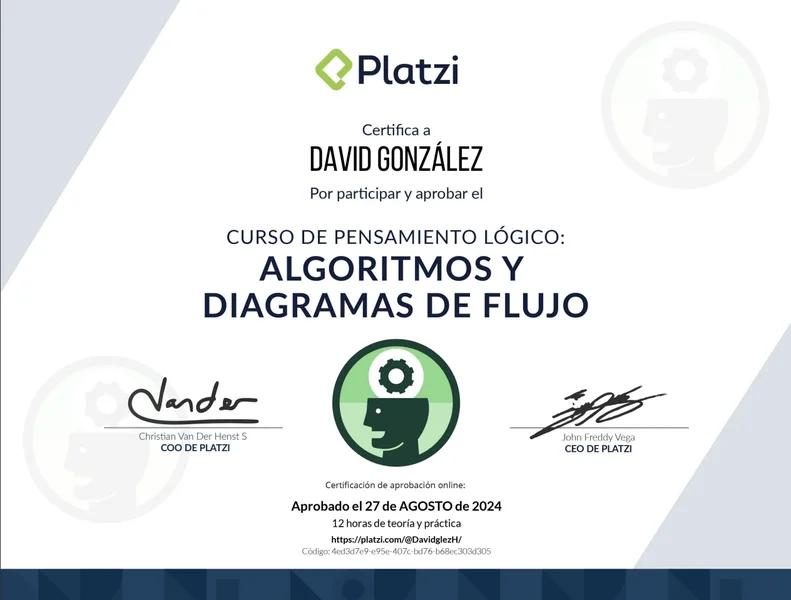 Platzi
Certifica a
DAVID GONZÁLEZ
Por participar y aprobar el
CURSO DE PENSAMIENTO LÓGICO:
ALGORITMOS Y
DIAGRAMAS DE FLUJO
Christian Van Der Henst S
COO DE PLATZI
John Freddy Vega
CEO DE PLATZI
Certificación de aprobación online:
Aprobado el 27 de AGOSTO de 2024
12 horas de teoría y práctica
https://platzi.com/@DavidglezH/
Código: 4ed3d7e9-e95e-407c-bd76-b68ec303d305